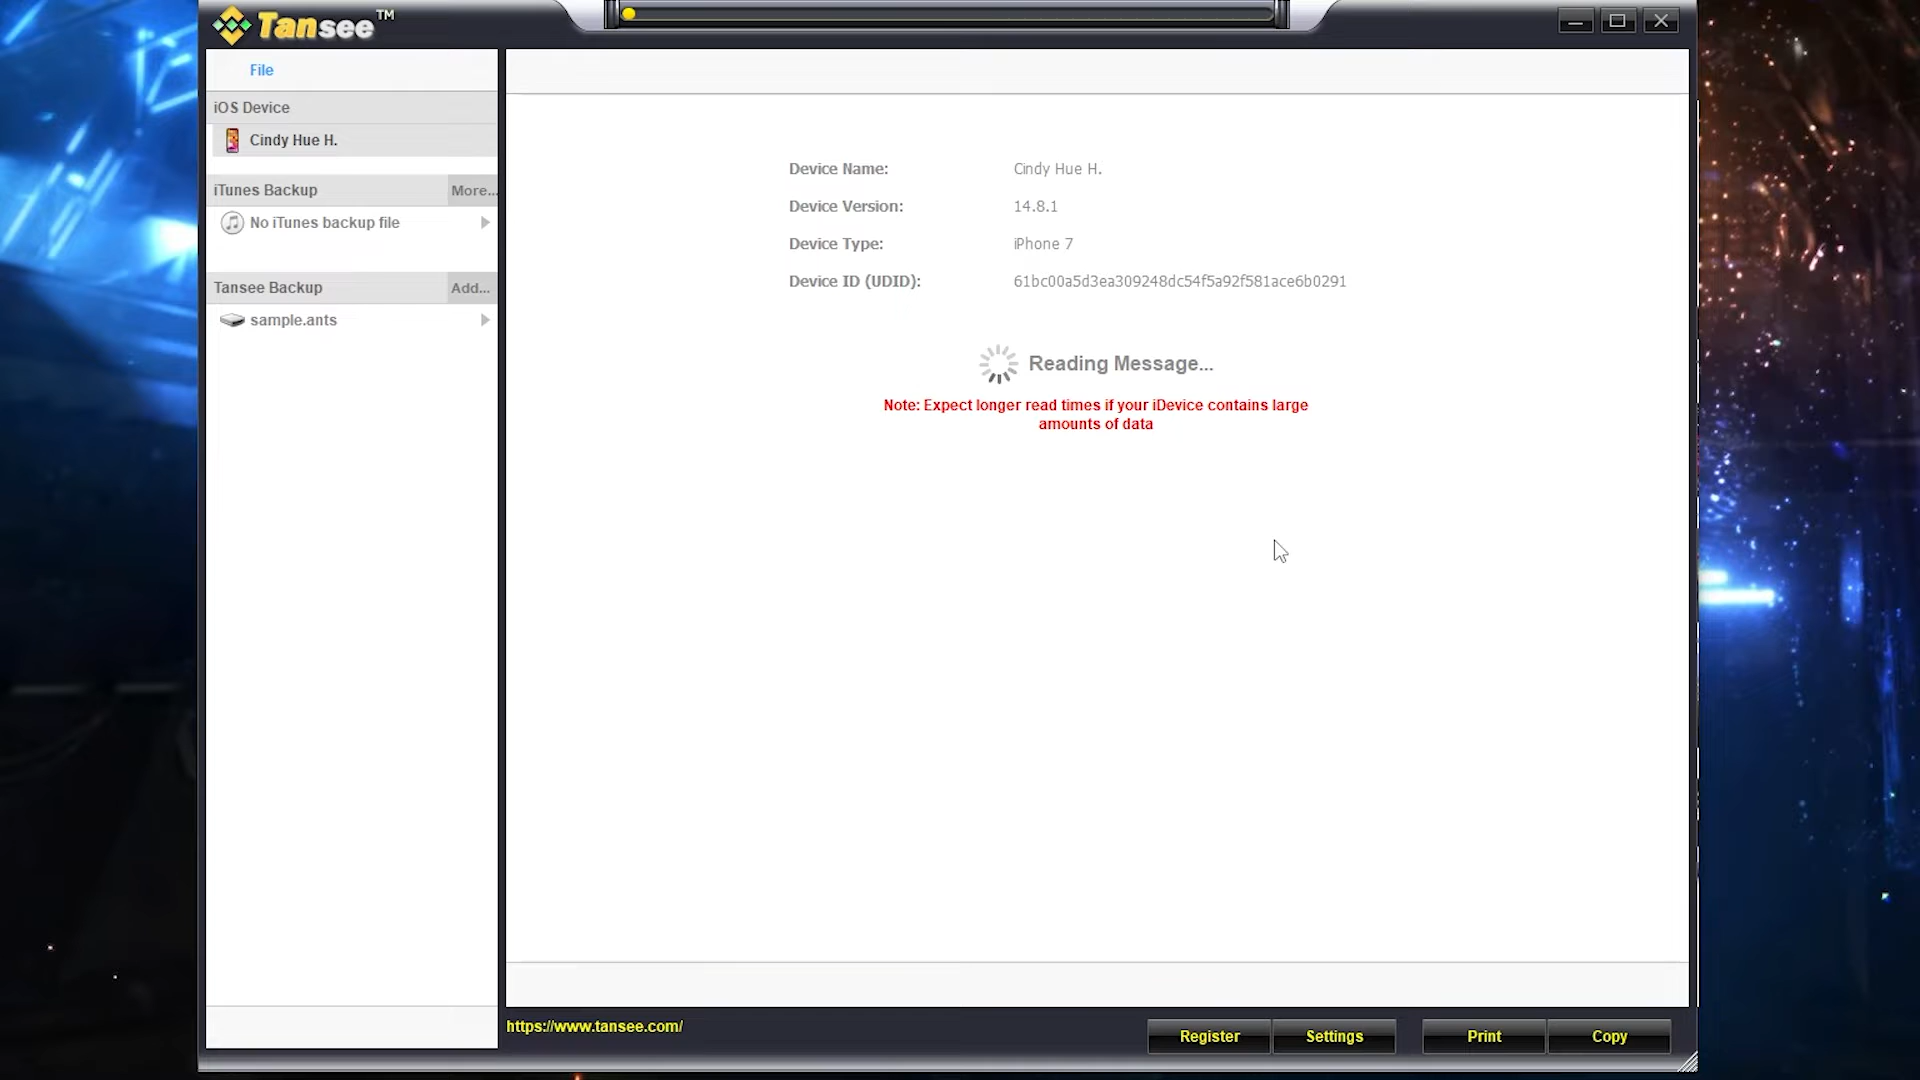 Tansee™
File
iOS Device
Cindy Hue H.
iTunes Backup More...
No iTunes backup file
Tansee Backup Add...
sample.ants
Device Name: Cindy Hue H.
Device Version: 14.8.1
Device Type: iPhone 7
Device ID (UDID): 61bc00a5d3ea309248dc54f5a92f581ace6b0291
Reading Message...
Note: Expect longer read times if your iDevice contains large
amounts of data
https://www.tansee.com/
Register Settings Print Copy